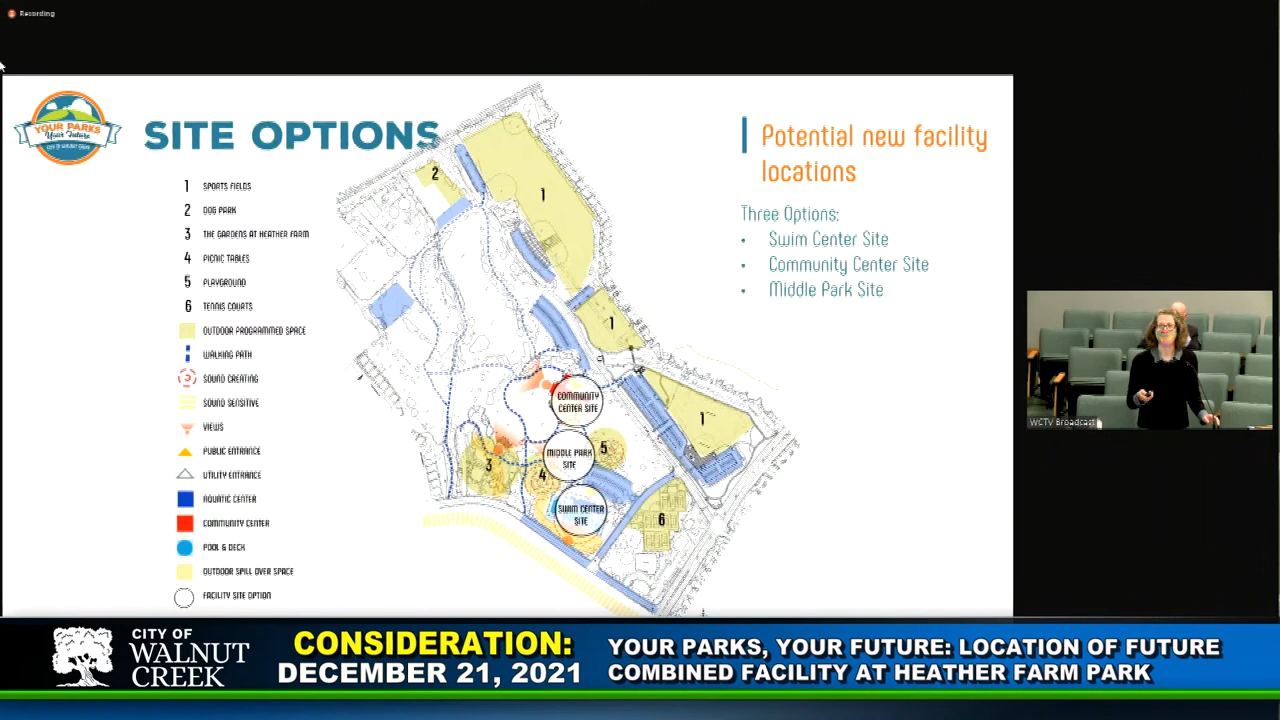 Recording
YOUR PARKS
Your Future
CITY OF WALNUT CREEK
SITE OPTIONS
1 SPORTS FIELDS
2 DOG PARK
3 THE GARDENS AT HEATHER FARM
4 PICNIC TABLES
5 PLAYGROUND
6 TENNIS COURTS
OUTDOOR PROGRAMMED SPACE
WALKING PATH
SOUND CREATING
SOUND SENSITIVE
VIEWS
PUBLIC ENTRANCE
UTILITY ENTRANCE
AQUATIC CENTER
COMMUNITY CENTER
POOL & DECK
OUTDOOR SPILL OVER SPACE
FACILITY SITE OPTION
2
1
1
1
COMMUNITY
CENTER SITE
MIDDLE PARK
SITE
5
3
4
SWIM CENTER
SITE
6
Potential new facility
locations
Three Options:
• Swim Center Site
• Community Center Site
• Middle Park Site
WCTV Broadcast
CITY OF
WALNUT
CREEK
CONSIDERATION:
DECEMBER 21, 2021
YOUR PARKS, YOUR FUTURE: LOCATION OF FUTURE
COMBINED FACILITY AT HEATHER FARM PARK